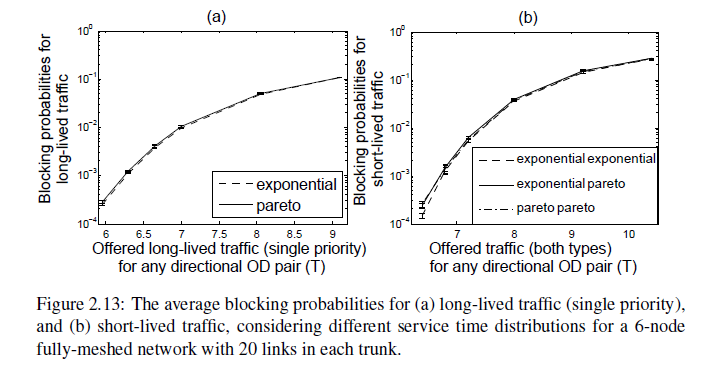 (a)
Blocking probabilities for
long-lived traffic
10⁰
10⁻¹
10⁻²
10⁻³
10⁻⁴
exponential
pareto
6 6.5 7 7.5 8 8.5 9
Offered long-lived traffic (single priority)
for any directional OD pair (T)
(b)
Blocking probabilities for
short-lived traffic
10⁰
10⁻¹
10⁻²
10⁻³
10⁻⁴
exponential exponential
exponential pareto
pareto pareto
7 8 9 10
Offered traffic (both types)
for any directional OD pair (T)
Figure 2.13: The average blocking probabilities for (a) long-lived traffic (single priority),
and (b) short-lived traffic, considering different service time distributions for a 6-node
fully-meshed network with 20 links in each trunk.